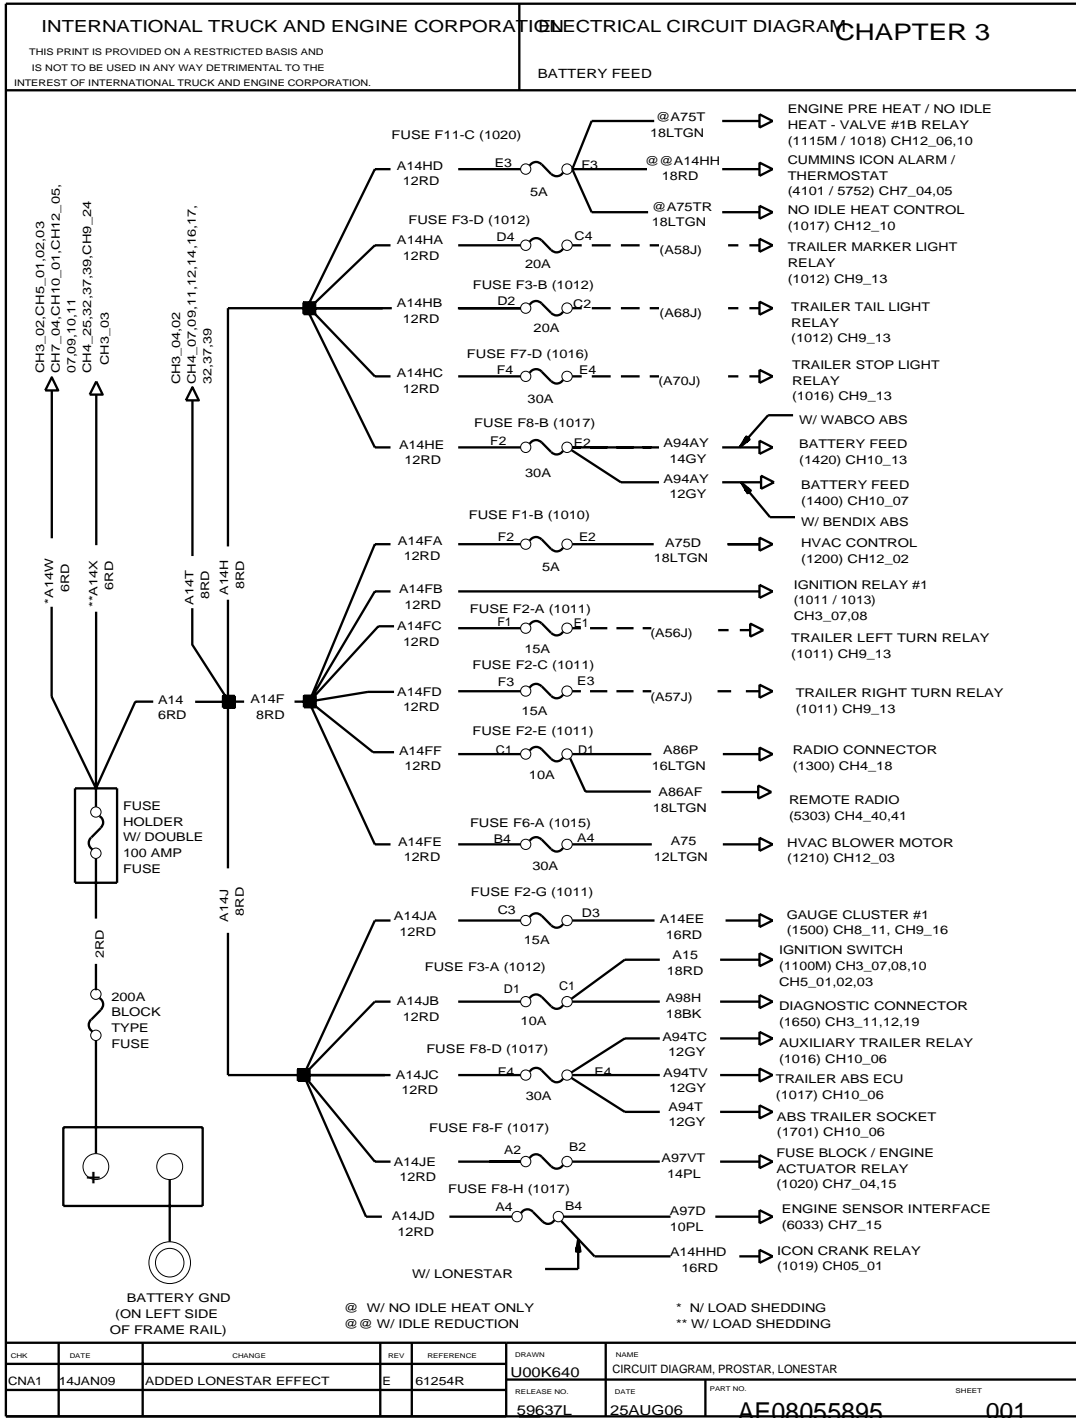 INTERNATIONAL TRUCK AND ENGINE CORPORATION
ELECTRICAL CIRCUIT DIAGRAM
CHAPTER 3
THIS PRINT IS PROVIDED ON A RESTRICTED BASIS AND
IS NOT TO BE USED IN ANY WAY DETRIMENTAL TO THE
INTEREST OF INTERNATIONAL TRUCK AND ENGINE CORPORATION.
BATTERY FEED
CH3_02,CH5_01,02,03
CH7_04,CH10_01,CH12_05,
07,09,10,11
CH4_25,32,37,39,CH9_24
CH3_03
CH3_04,02
CH4_07,09,11,12,14,16,17,
32,37,39
*A14W
6RD
**A14X
6RD
A14T
8RD
A14H
8RD
A14
6RD
A14F
8RD
A14J
8RD
FUSE
HOLDER
W/ DOUBLE
100 AMP
FUSE
2RD
200A
BLOCK
TYPE
FUSE
+
BATTERY GND
(ON LEFT SIDE
OF FRAME RAIL)
FUSE F11-C (1020)
A14HD
12RD
E3
F3
5A
@A75T
18LTGN
ENGINE PRE HEAT / NO IDLE
HEAT - VALVE #1B RELAY
(1115M / 1018) CH12_06,10
@@A14HH
18RD
CUMMINS ICON ALARM /
THERMOSTAT
(4101 / 5752) CH7_04,05
@A75TR
18LTGN
NO IDLE HEAT CONTROL
(1017) CH12_10
FUSE F3-D (1012)
A14HA
12RD
D4
C4
20A
(A58J)
TRAILER MARKER LIGHT
RELAY
(1012) CH9_13
FUSE F3-B (1012)
A14HB
12RD
D2
C2
20A
(A68J)
TRAILER TAIL LIGHT
RELAY
(1012) CH9_13
FUSE F7-D (1016)
A14HC
12RD
F4
E4
30A
(A70J)
TRAILER STOP LIGHT
RELAY
(1016) CH9_13
FUSE F8-B (1017)
A14HE
12RD
F2
E2
30A
W/ WABCO ABS
A94AY
14GY
BATTERY FEED
(1420) CH10_13
A94AY
12GY
BATTERY FEED
(1400) CH10_07
W/ BENDIX ABS
FUSE F1-B (1010)
A14FA
12RD
F2
E2
5A
A75D
18LTGN
HVAC CONTROL
(1200) CH12_02
A14FB
12RD
IGNITION RELAY #1
(1011 / 1013)
CH3_07,08
FUSE F2-A (1011)
A14FC
12RD
F1
E1
15A
(A56J)
TRAILER LEFT TURN RELAY
(1011) CH9_13
FUSE F2-C (1011)
A14FD
12RD
F3
E3
15A
(A57J)
TRAILER RIGHT TURN RELAY
(1011) CH9_13
FUSE F2-E (1011)
A14FF
12RD
C1
D1
10A
A86P
16LTGN
RADIO CONNECTOR
(1300) CH4_18
A86AF
18LTGN
REMOTE RADIO
(5303) CH4_40,41
FUSE F6-A (1015)
A14FE
12RD
B4
A4
30A
A75
12LTGN
HVAC BLOWER MOTOR
(1210) CH12_03
FUSE F2-G (1011)
A14JA
12RD
C3
D3
15A
A14EE
16RD
GAUGE CLUSTER #1
(1500) CH8_11, CH9_16
FUSE F3-A (1012)
A14JB
12RD
D1
C1
10A
A15
18RD
IGNITION SWITCH
(1100M) CH3_07,08,10
CH5_01,02,03
A98H
18BK
DIAGNOSTIC CONNECTOR
(1650) CH3_11,12,19
FUSE F8-D (1017)
A14JC
12RD
F4
E4
30A
A94TC
12GY
AUXILIARY TRAILER RELAY
(1016) CH10_06
A94TV
12GY
TRAILER ABS ECU
(1017) CH10_06
A94T
12GY
ABS TRAILER SOCKET
(1701) CH10_06
FUSE F8-F (1017)
A14JE
12RD
A2
B2
A97VT
14PL
FUSE BLOCK / ENGINE
ACTUATOR RELAY
(1020) CH7_04,15
FUSE F8-H (1017)
A14JD
12RD
A4
B4
A97D
10PL
ENGINE SENSOR INTERFACE
(6033) CH7_15
A14HHD
16RD
ICON CRANK RELAY
(1019) CH05_01
W/ LONESTAR
@ W/ NO IDLE HEAT ONLY
@@ W/ IDLE REDUCTION
* N/ LOAD SHEDDING
** W/ LOAD SHEDDING
CHK DATE CHANGE REV REFERENCE
CNA1 14JAN09 ADDED LONESTAR EFFECT E 61254R
DRAWN
U00K640
NAME
CIRCUIT DIAGRAM, PROSTAR, LONESTAR
RELEASE NO.
59637L
DATE
25AUG06
PART NO.
AE08055895
SHEET
001